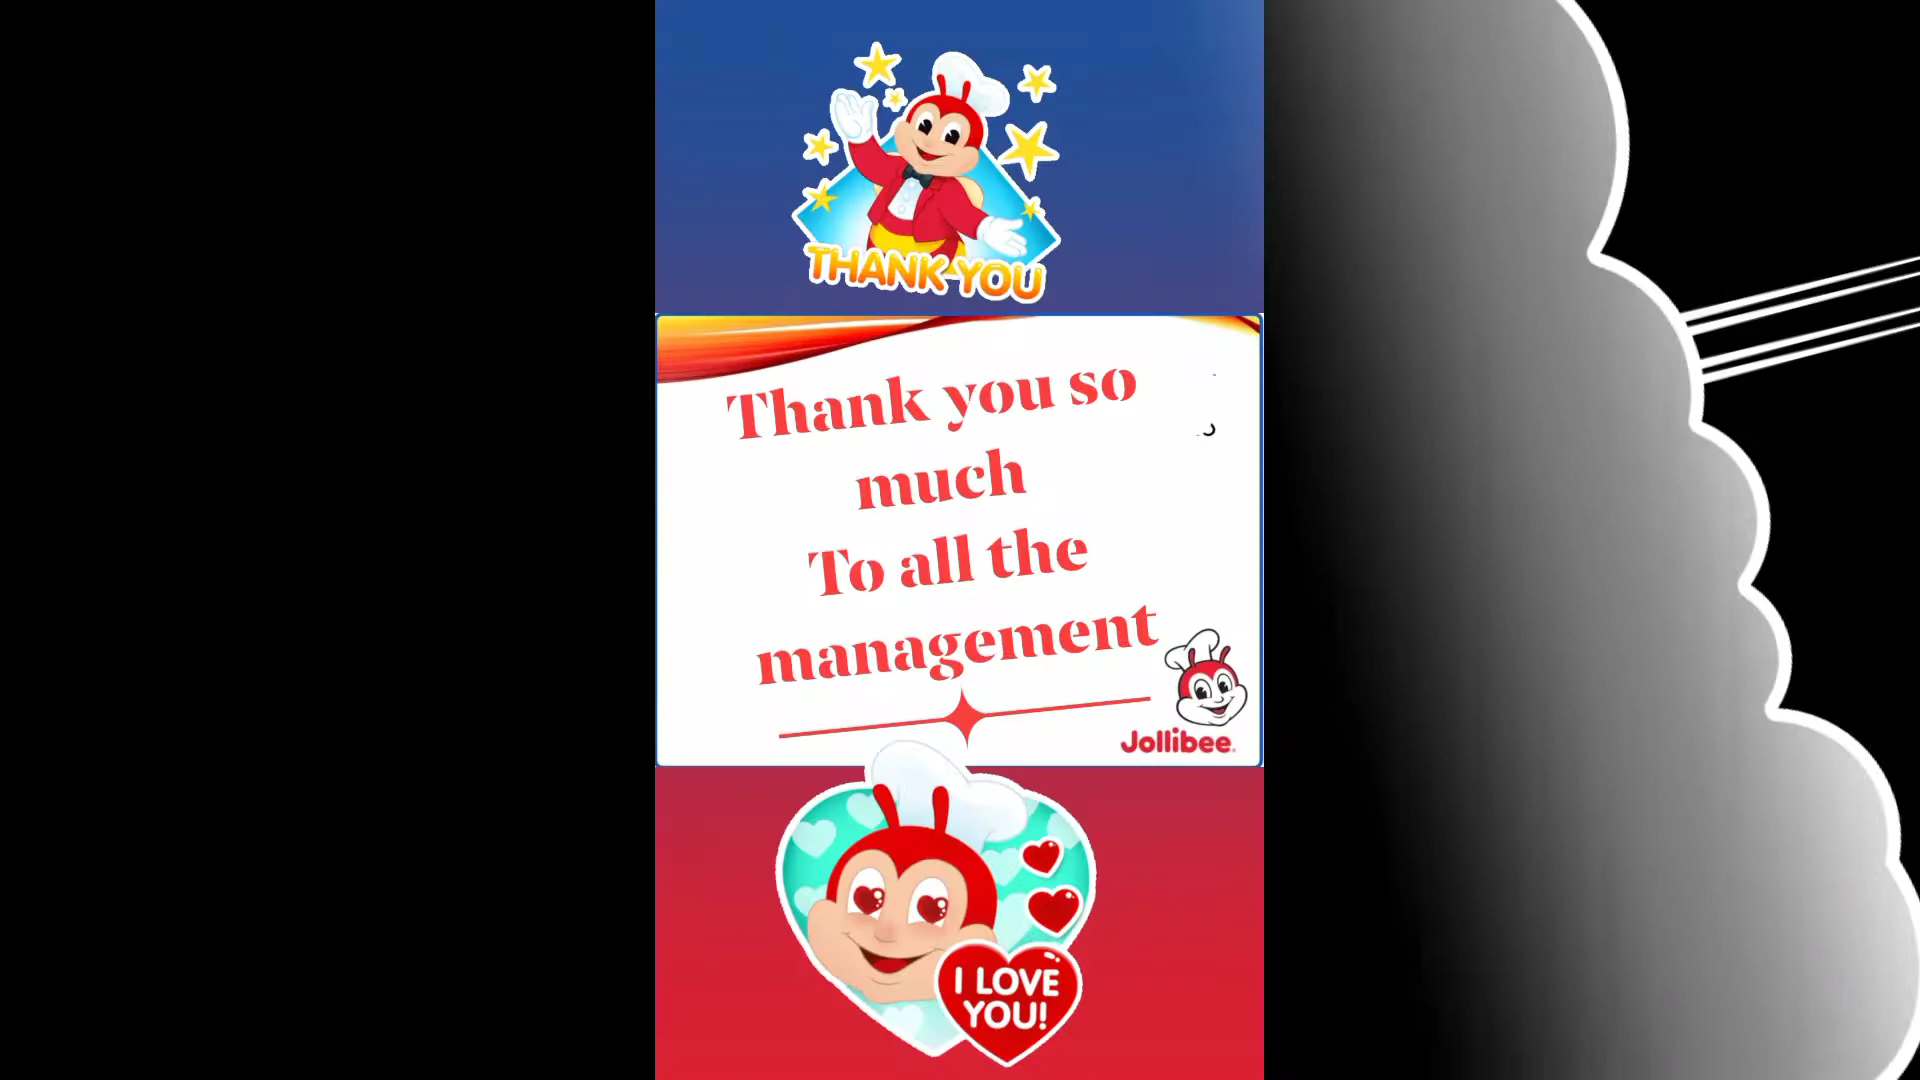 THANK YOU
Thank you so
much
To all the
management
Jollibee
I LOVE
YOU!